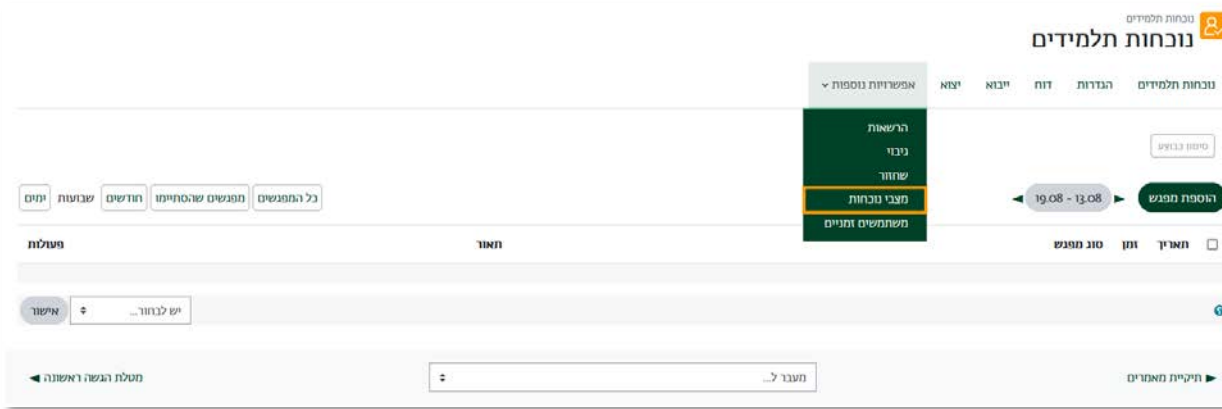 נוכחות תלמידים
נוכחות תלמידים
נוכחות תלמידים הגדרות דוח ייבוא יצוא אפשרויות נוספות
הרשאות
גיבוי
שחזור
מצבי נוכחות
משתמשים זמניים
סימון כבוצע
הוספת מפגש ► 13.08 - 19.08 ◄ כל המפגשים מפגשים שהסתיימו חודשים שבועות ימים
תאריך זמן סוג מפגש תאור פעולות
יש לבחור... אישור
► תיקיית מאמרים מעבר ל... מטלת הגשה ראשונה ◄